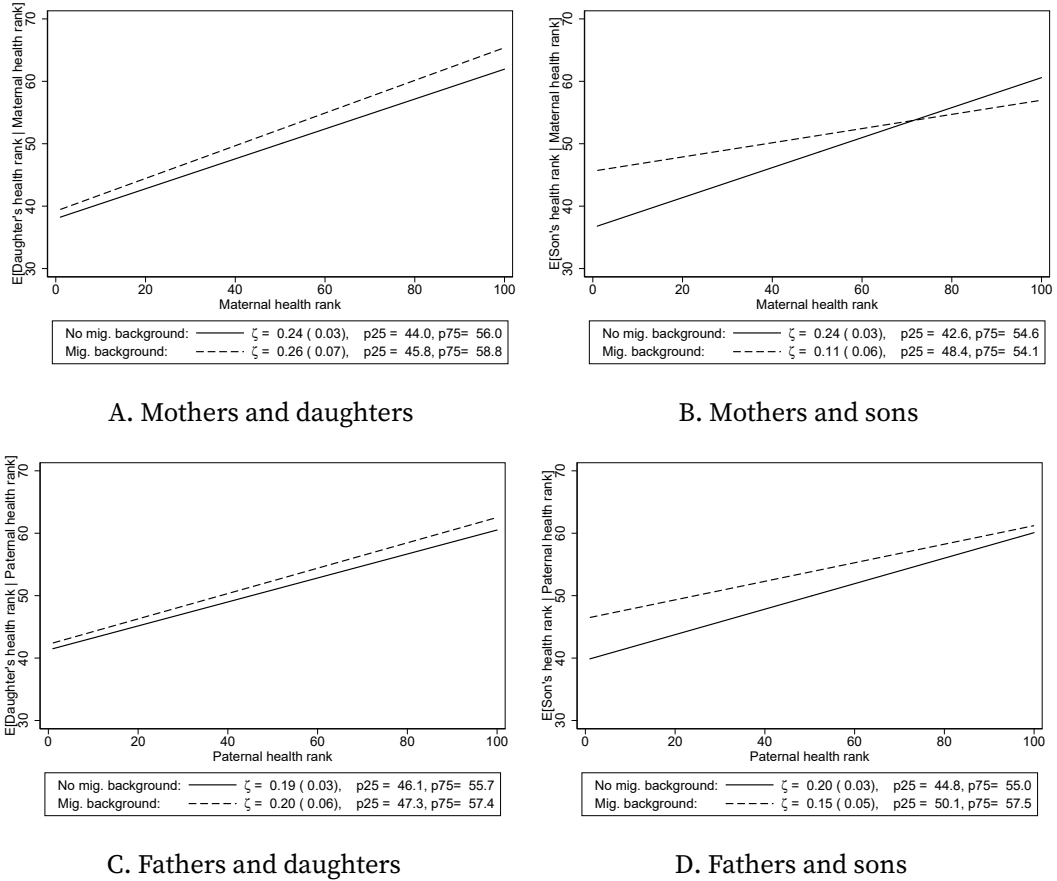 E[Daughter's health rank | Maternal health rank]
70
60
50
40
30
0 20 40 60 80 100
Maternal health rank
No mig. background: ζ = 0.24 ( 0.03), p25 = 44.0, p75= 56.0
Mig. background: ζ = 0.26 ( 0.07), p25 = 45.8, p75= 58.8
A. Mothers and daughters
E[Son's health rank | Maternal health rank]
70
60
50
40
30
0 20 40 60 80 100
Maternal health rank
No mig. background: ζ = 0.24 ( 0.03), p25 = 42.6, p75= 54.6
Mig. background: ζ = 0.11 ( 0.06), p25 = 48.4, p75= 54.1
B. Mothers and sons
E[Daughter's health rank | Paternal health rank]
70
60
50
40
30
0 20 40 60 80 100
Paternal health rank
No mig. background: ζ = 0.19 ( 0.03), p25 = 46.1, p75= 55.7
Mig. background: ζ = 0.20 ( 0.06), p25 = 47.3, p75= 57.4
C. Fathers and daughters
E[Son's health rank | Paternal health rank]
70
60
50
40
30
0 20 40 60 80 100
Paternal health rank
No mig. background: ζ = 0.20 ( 0.03), p25 = 44.8, p75= 55.0
Mig. background: ζ = 0.15 ( 0.05), p25 = 50.1, p75= 57.5
D. Fathers and sons